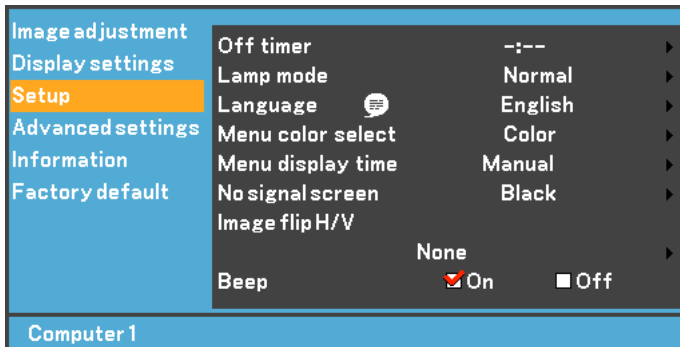 Image adjustment
Display settings
Setup
Advanced settings
Information
Factory default
Off timer -:--
Lamp mode Normal
Language English
Menu color select Color
Menu display time Manual
No signal screen Black
Image flip H/V
None
Beep On Off
Computer 1